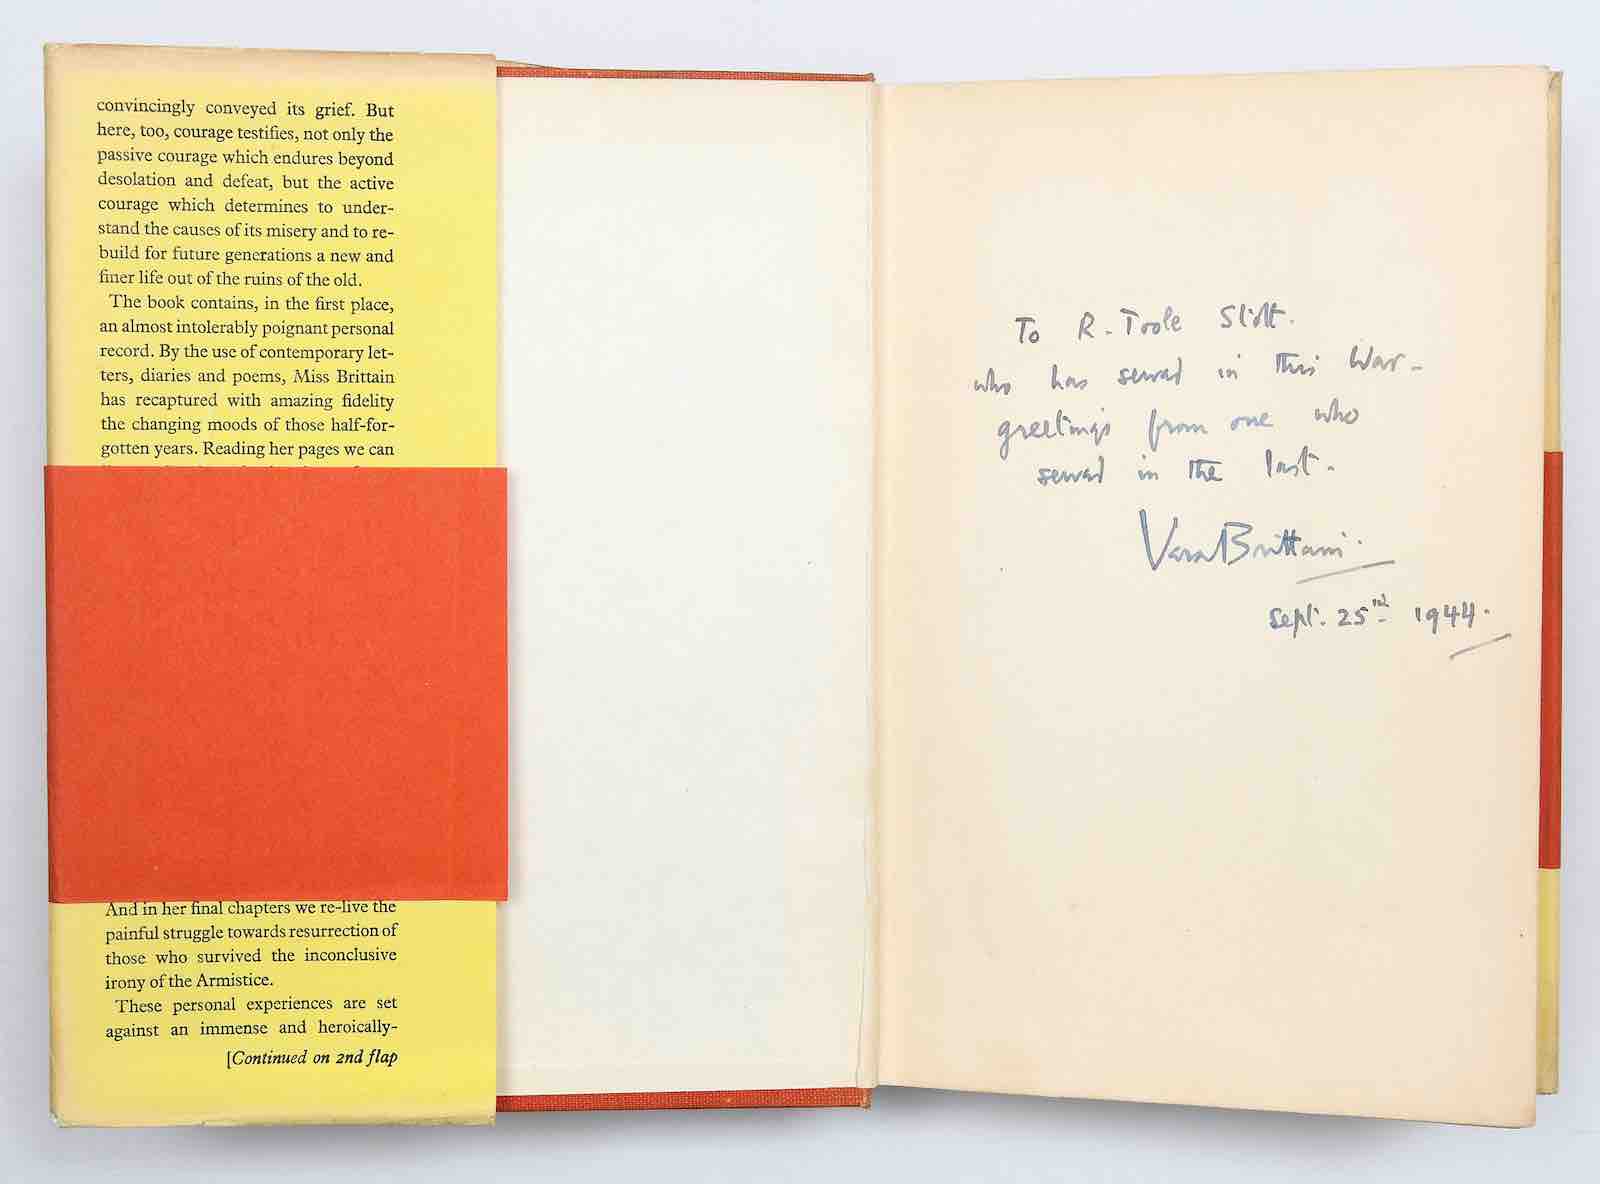 convincingly conveyed its grief. But
here, too, courage testifies, not only the
passive courage which endures beyond
desolation and defeat, but the active
courage which determines to under-
stand the causes of its misery and to re-
build for future generations a new and
finer life out of the ruins of the old.
The book contains, in the first place,
an almost intolerably poignant personal
record. By the use of contemporary let-
ters, diaries and poems, Miss Brittain
has recaptured with amazing fidelity
the changing moods of those half-for-
gotten years. Reading her pages we can
And in her final chapters we re-live the
painful struggle towards resurrection of
those who survived the inconclusive
irony of the Armistice.
These personal experiences are set
against an immense and heroically-
[Continued on 2nd flap
To R. Toole Stott.
who has served in this War -
greetings from one who
served in the last.
Vera Brittain.
Sept. 25th 1944.